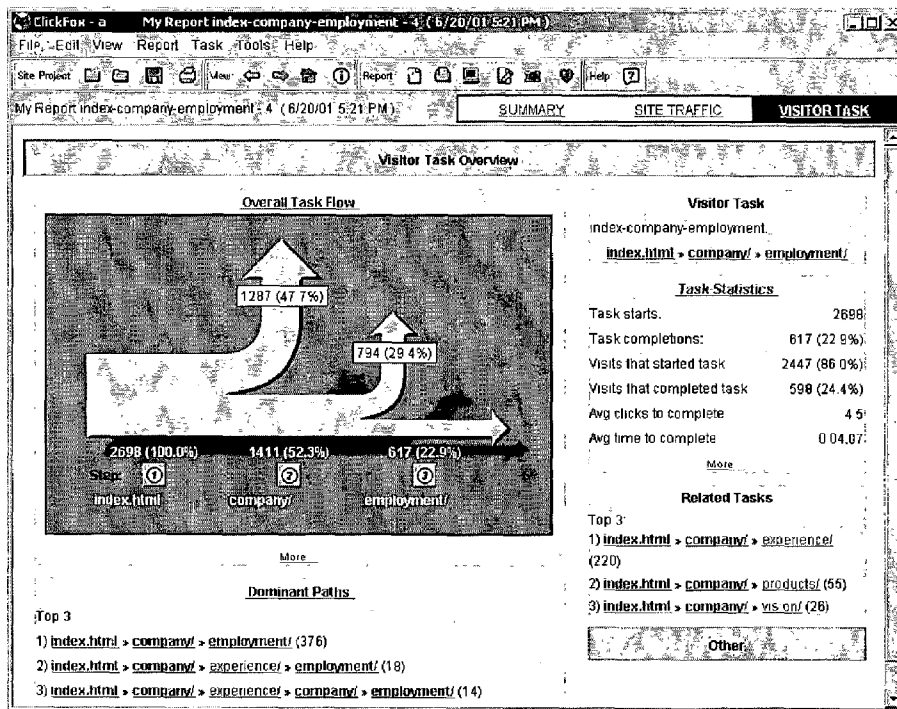 ClickFox - a My Report index-company-employment - 4 ( 6/20/01 5:21 PM )
File Edit View Report Task Tools Help
Site Project View Report Help
My Report index-company-employment - 4 ( 6/20/01 5:21 PM )
SUMMARY SITE TRAFFIC VISITOR TASK
Visitor Task Overview
Overall Task Flow
1287 (47 7%)
794 (29 4%)
2698 (100.0%) 1411 (52.3%) 617 (22.9%)
Step: 1 2 3
index.html company/ employment/
More
Dominant Paths
Top 3
1) index.html » company/ » employment/ (376)
2) index.html » company/ » experience/ » employment/ (18)
3) index.html » company/ » experience/ » company/ » employment/ (14)
Visitor Task
index-company-employment
index.html » company/ » employment/
Task Statistics
Task starts. 2698
Task completions: 617 (22 9%)
Visits that started task 2447 (86 0%)
Visits that completed task 598 (24.4%)
Avg clicks to complete 4 5
Avg time to complete 0 04.07
More
Related Tasks
Top 3
1) index.html » company/ » experience/
(220)
2) index.html » company/ » products/ (55)
3) index.html » company/ » vision/ (26)
Other